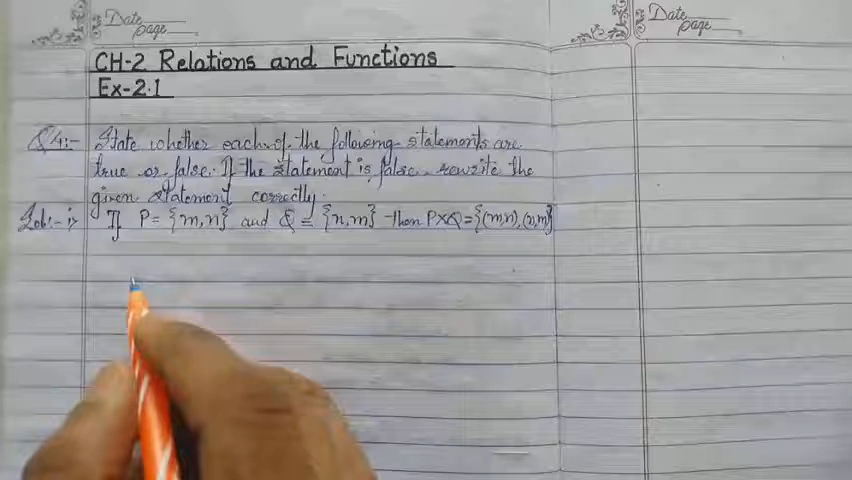 Date
Page
Date
Page
CH-2 Relations and Functions
Ex-2.1
Q4:- State whether each of the following statements are
true or false. If the statement is false, rewrite the
given statement correctly.
Sol:- i> If P = {m,n} and Q = {n,m} then P×Q={(m,n),(n,m)}